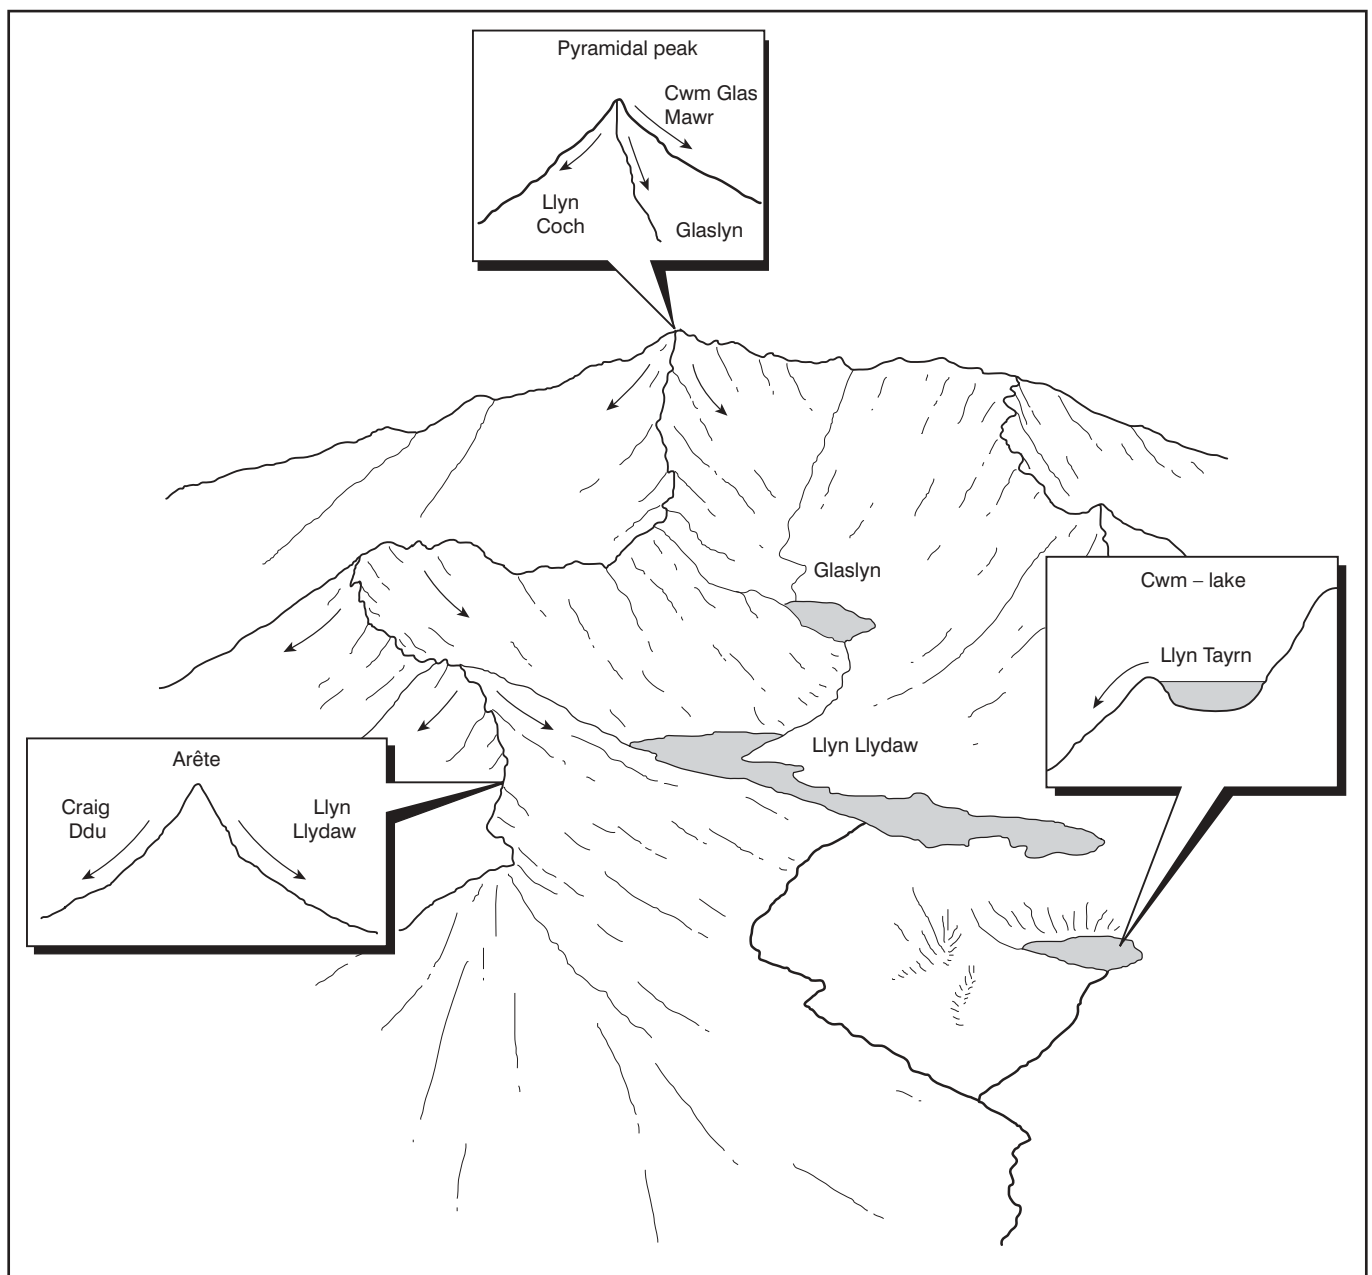 Pyramidal peak
Cwm Glas
Mawr
Llyn
Coch
Glaslyn
Glaslyn
Cwm – lake
Llyn Tayrn
Llyn Llydaw
Arête
Craig
Ddu
Llyn
Llydaw